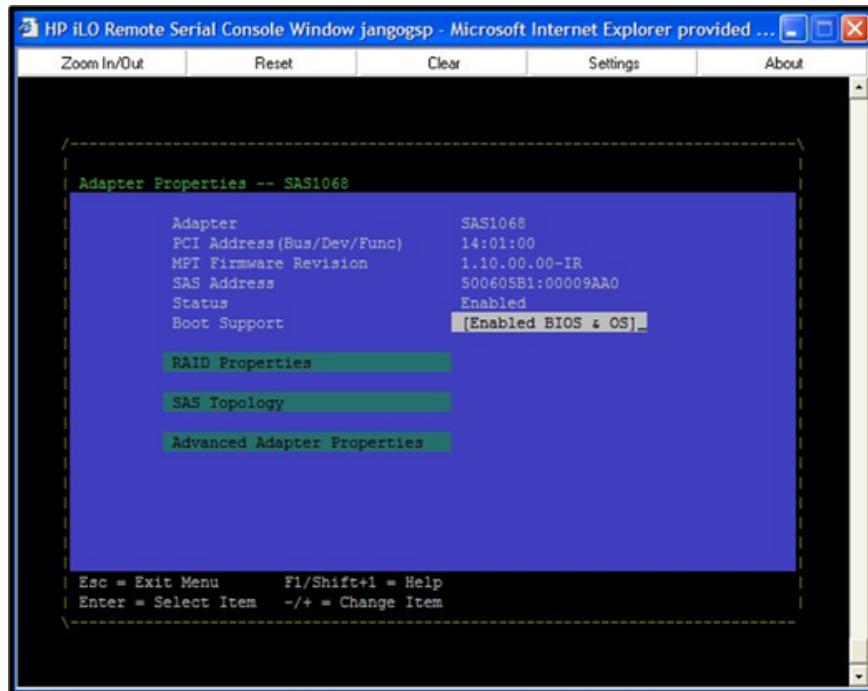 HP iLO Remote Serial Console Window jangogsp - Microsoft Internet Explorer provided ...
Zoom In/Out Reset Clear Settings About
Adapter Properties -- SAS1068
Adapter SAS1068
PCI Address(Bus/Dev/Func) 14:01:00
MPT Firmware Revision 1.10.00.00-IR
SAS Address 500605B1:00009AA0
Status Enabled
Boot Support [Enabled BIOS & OS]_
RAID Properties
SAS Topology
Advanced Adapter Properties
Esc = Exit Menu F1/Shift+1 = Help
Enter = Select Item -/+ = Change Item